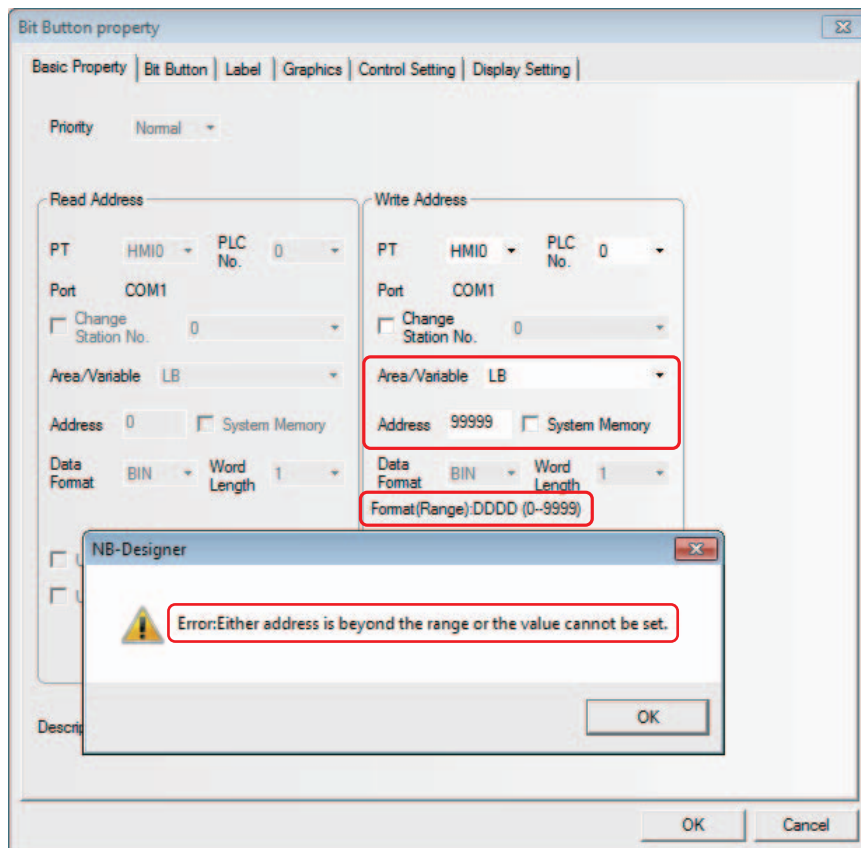 Bit Button property
Basic Property Bit Button Label Graphics Control Setting Display Setting
Priority Normal
Read Address
PT HMI0 PLC No. 0
Port COM1
Change Station No. 0
Area/Variable LB
Address 0 System Memory
Data Format BIN Word Length 1
Write Address
PT HMI0 PLC No. 0
Port COM1
Change Station No. 0
Area/Variable LB
Address 99999 System Memory
Data Format BIN Word Length 1
Format(Range):DDDD (0--9999)
NB-Designer
Error:Either address is beyond the range or the value cannot be set.
OK
OK Cancel